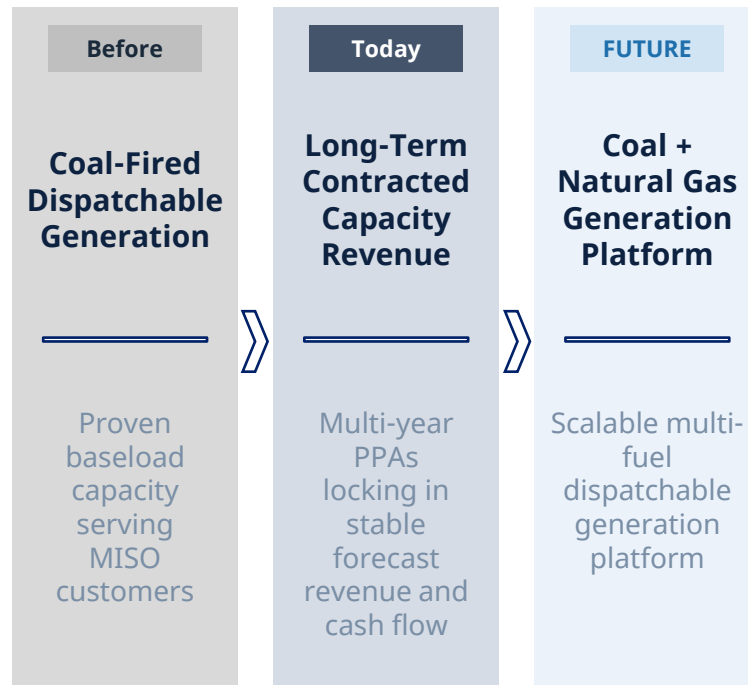 Before
Coal-Fired
Dispatchable
Generation
Proven
baseload
capacity
serving
MISO
customers
Today
Long-Term
Contracted
Capacity
Revenue
Multi-year
PPAs
locking in
stable
forecast
revenue and
cash flow
FUTURE
Coal +
Natural Gas
Generation
Platform
Scalable multi-
fuel
dispatchable
generation
platform